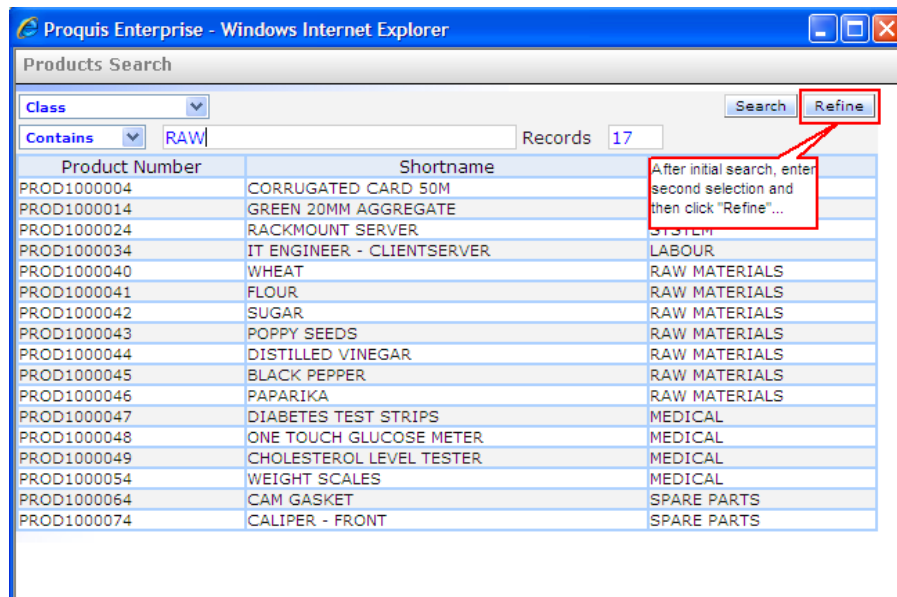 Proquis Enterprise - Windows Internet Explorer
Products Search
Class Search Refine
Contains RAW Records 17
Product Number Shortname
After initial search, enter
second selection and
then click "Refine"...
PROD1000004 CORRUGATED CARD 50M
PROD1000014 GREEN 20MM AGGREGATE
PROD1000024 RACKMOUNT SERVER SYSTEM
PROD1000034 IT ENGINEER - CLIENTSERVER LABOUR
PROD1000040 WHEAT RAW MATERIALS
PROD1000041 FLOUR RAW MATERIALS
PROD1000042 SUGAR RAW MATERIALS
PROD1000043 POPPY SEEDS RAW MATERIALS
PROD1000044 DISTILLED VINEGAR RAW MATERIALS
PROD1000045 BLACK PEPPER RAW MATERIALS
PROD1000046 PAPARIKA RAW MATERIALS
PROD1000047 DIABETES TEST STRIPS MEDICAL
PROD1000048 ONE TOUCH GLUCOSE METER MEDICAL
PROD1000049 CHOLESTEROL LEVEL TESTER MEDICAL
PROD1000054 WEIGHT SCALES MEDICAL
PROD1000064 CAM GASKET SPARE PARTS
PROD1000074 CALIPER - FRONT SPARE PARTS